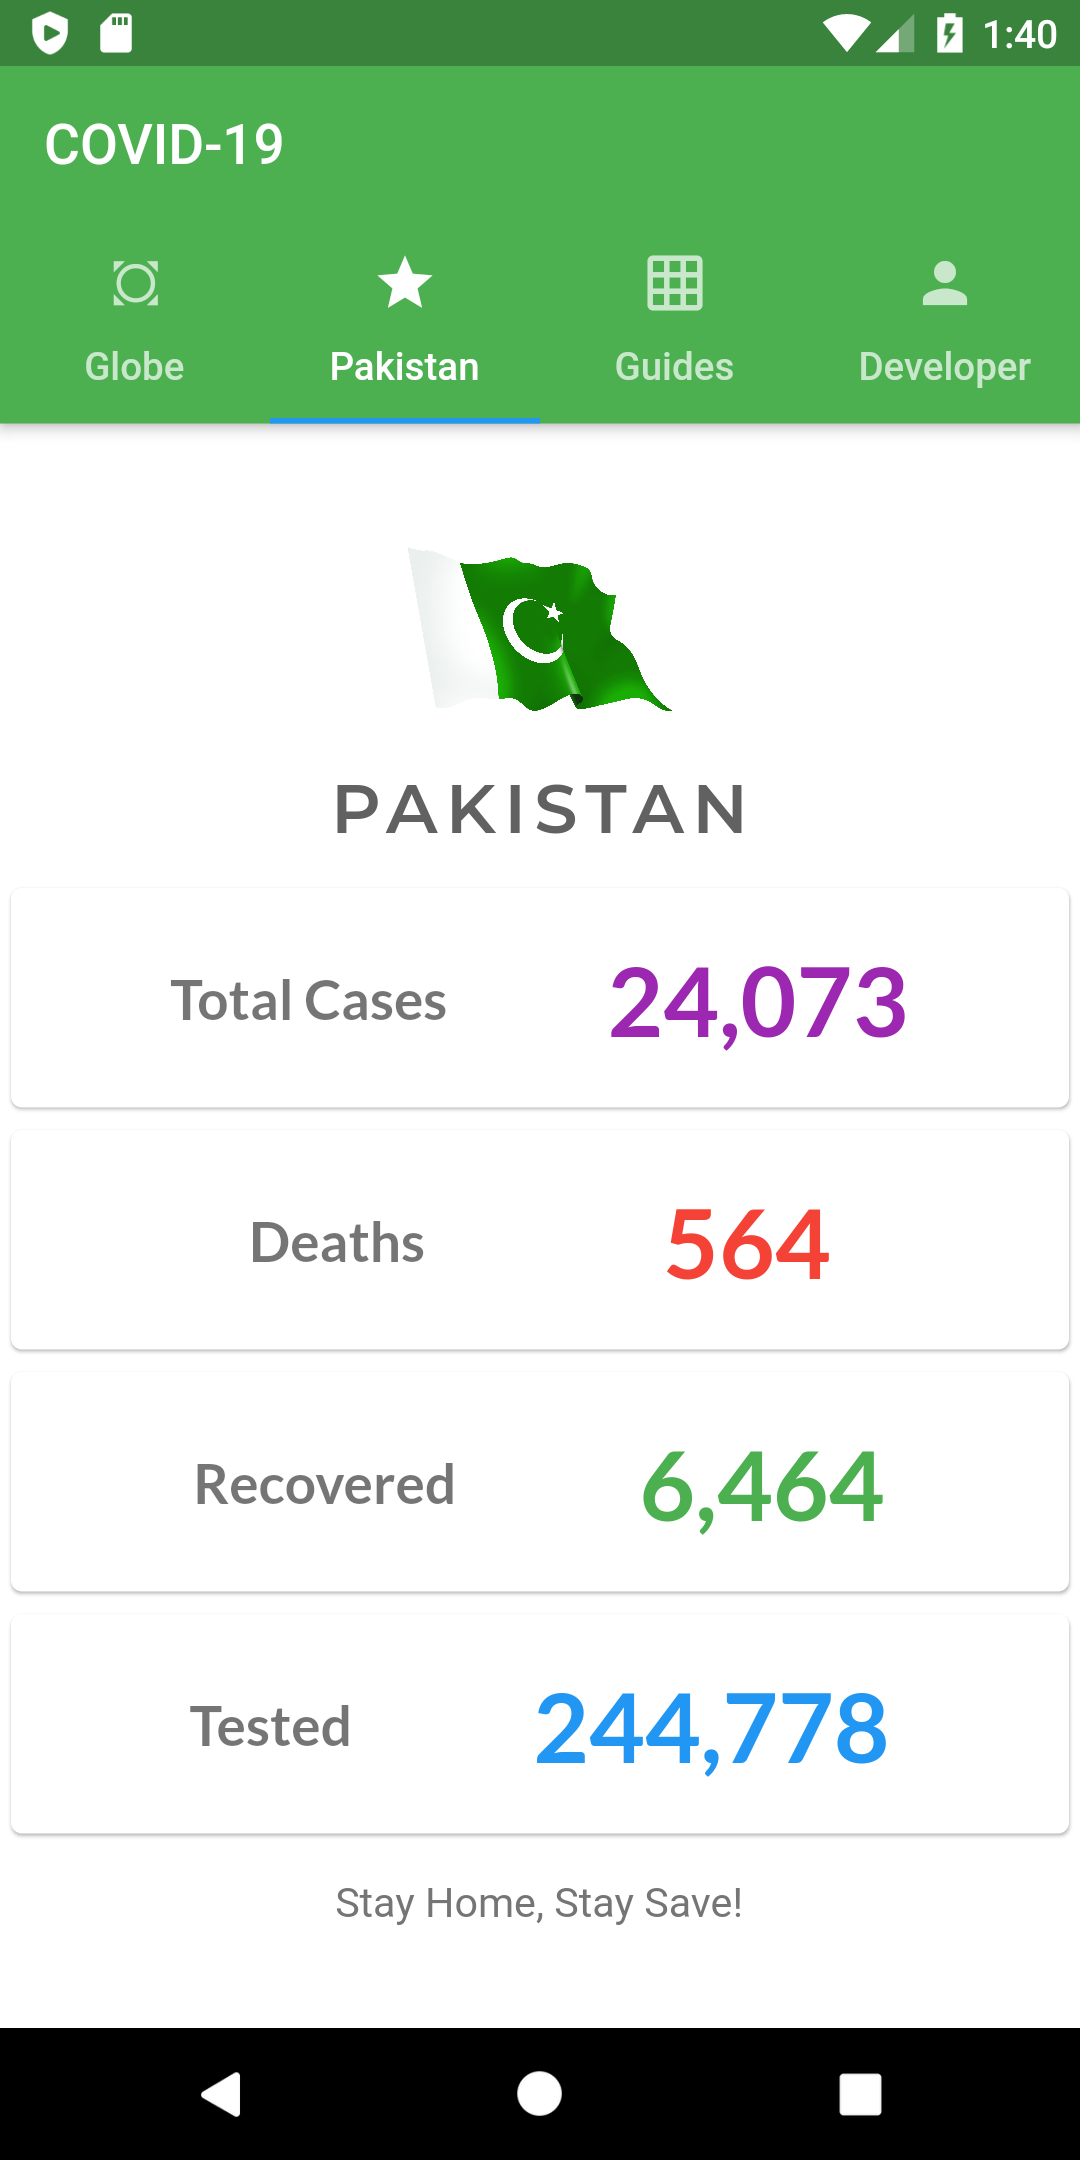 1:40
COVID-19
Globe Pakistan Guides Developer
PAKISTAN
Total Cases 24,073
Deaths 564
Recovered 6,464
Tested 244,778
Stay Home, Stay Save!